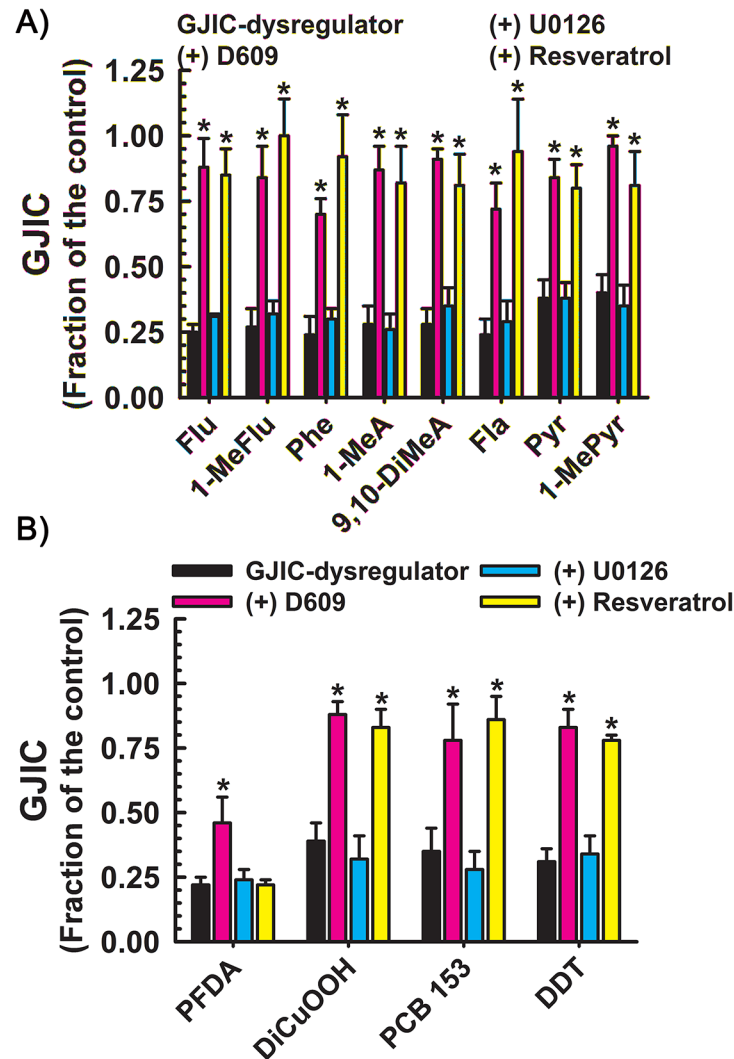 A)
GJIC-dysregulator (+) U0126
(+) D609 (+) Resveratrol
GJIC
(Fraction of the control)
1.25
1.00
0.75
0.50
0.25
0.00
* * * * * * * * * * * * * * * *
Flu 1-MeFlu Phe 1-MeA 9,10-DiMeA Fla Pyr 1-MePyr
B)
GJIC-dysregulator (+) U0126
(+) D609 (+) Resveratrol
GJIC
(Fraction of the control)
1.25
1.00
0.75
0.50
0.25
0.00
* * * * * * *
PFDA DiCuOOH PCB 153 DDT